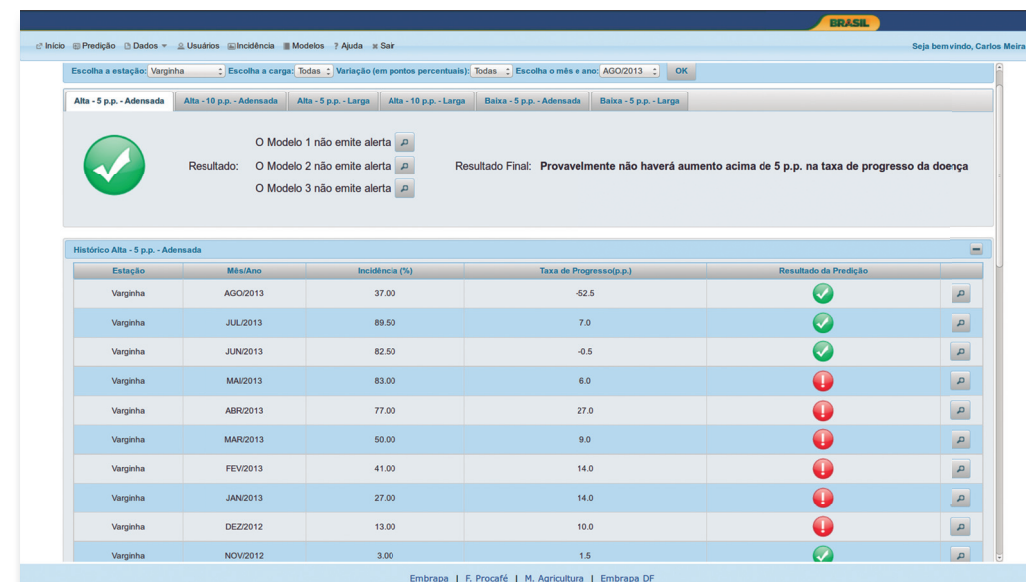 BRASIL
Início Predição Dados Usuários Incidência Modelos ? Ajuda Sair Seja bem vindo, Carlos Meira
Escolha a estação: Varginha Escolha a carga: Todas Variação (em pontos percentuais): Todas Escolha o mês e ano: AGO/2013 OK
Alta - 5 p.p. - Adensada Alta - 10 p.p. - Adensada Alta - 5 p.p. - Larga Alta - 10 p.p. - Larga Baixa - 5 p.p. - Adensada Baixa - 5 p.p. - Larga
O Modelo 1 não emite alerta
Resultado: O Modelo 2 não emite alerta Resultado Final: Provavelmente não haverá aumento acima de 5 p.p. na taxa de progresso da doença
O Modelo 3 não emite alerta
Histórico Alta - 5 p.p. - Adensada
Estação Mês/Ano Incidência (%) Taxa de Progresso(p.p.) Resultado da Predição
Varginha AGO/2013 37.00 -52.5
Varginha JUL/2013 89.50 7.0
Varginha JUN/2013 82.50 -0.5
Varginha MAI/2013 83.00 6.0
Varginha ABR/2013 77.00 27.0
Varginha MAR/2013 50.00 9.0
Varginha FEV/2013 41.00 14.0
Varginha JAN/2013 27.00 14.0
Varginha DEZ/2012 13.00 10.0
Varginha NOV/2012 3.00 1.5
Embrapa | F. Procafé | M. Agricultura | Embrapa DF